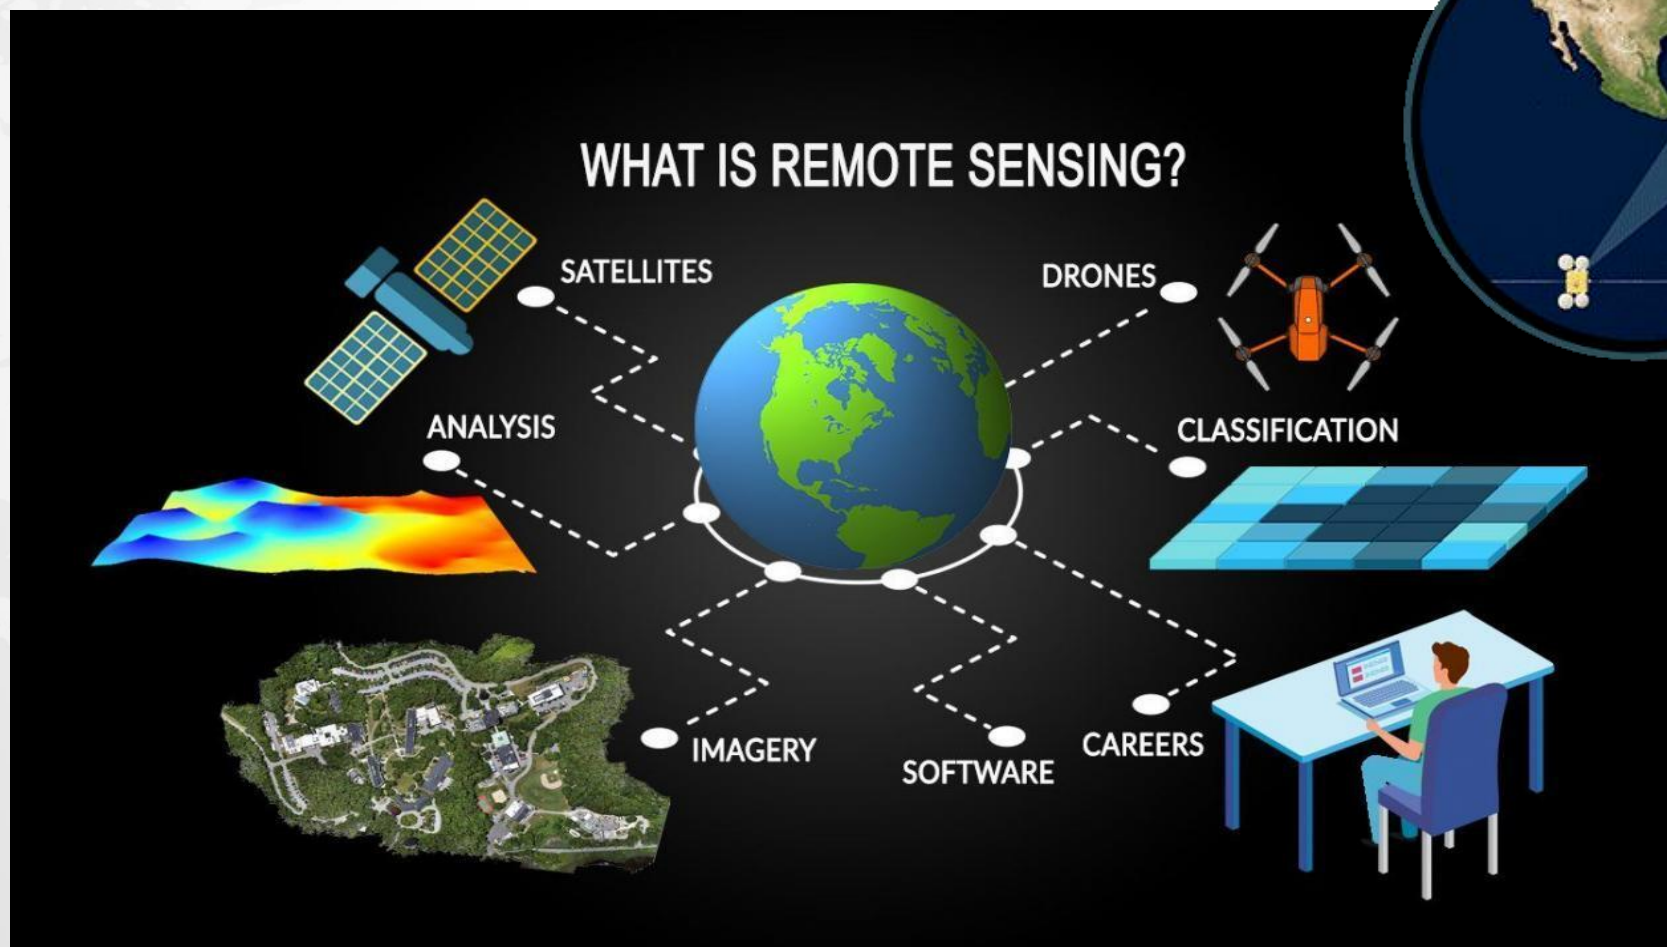 WHAT IS REMOTE SENSING?
SATELLITES
DRONES
ANALYSIS
CLASSIFICATION
IMAGERY
SOFTWARE
CAREERS